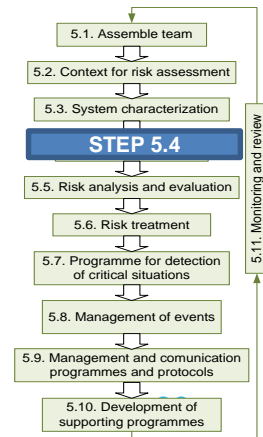 5.1. Assemble team
5.2. Context for risk assessment
5.3. System characterization
STEP 5.4
5.5. Risk analysis and evaluation
5.6. Risk treatment
5.7. Programme for detection
of critical situations
5.8. Management of events
5.9. Management and comunication
programmes and protocols
5.10. Development of
supporting programmes
5.11. Monitoring and review